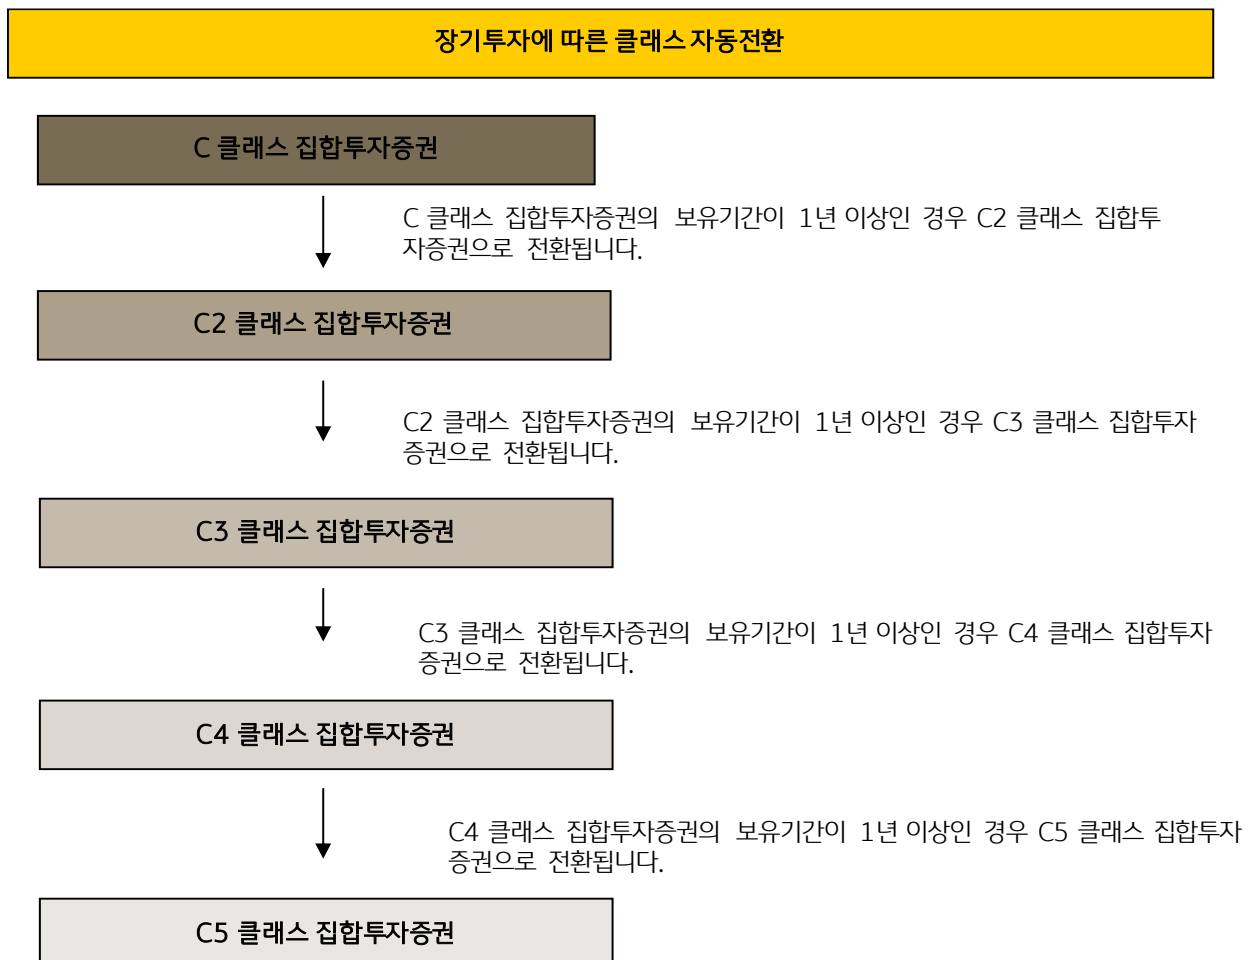 장기투자에 따른 클래스 자동전환
C 클래스 집합투자증권
C 클래스 집합투자증권의 보유기간이 1년 이상인 경우 C2 클래스 집합투
자증권으로 전환됩니다.
C2 클래스 집합투자증권
C2 클래스 집합투자증권의 보유기간이 1년 이상인 경우 C3 클래스 집합투자
증권으로 전환됩니다.
C3 클래스 집합투자증권
C3 클래스 집합투자증권의 보유기간이 1년 이상인 경우 C4 클래스 집합투자
증권으로 전환됩니다.
C4 클래스 집합투자증권
C4 클래스 집합투자증권의 보유기간이 1년 이상인 경우 C5 클래스 집합투자
증권으로 전환됩니다.
C5 클래스 집합투자증권